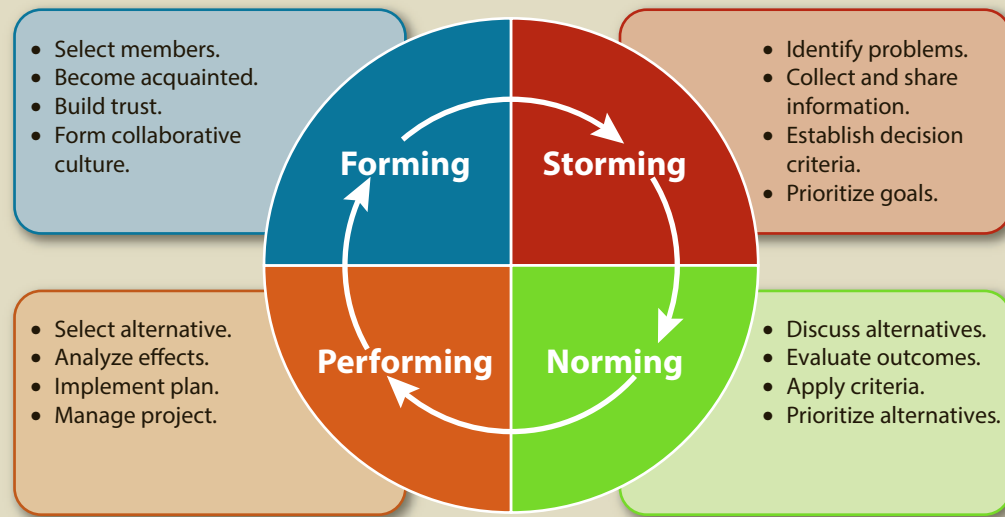 • Select members.
• Become acquainted.
• Build trust.
• Form collaborative
culture.
Forming
Storming
• Identify problems.
• Collect and share
information.
• Establish decision
criteria.
• Prioritize goals.
• Select alternative.
• Analyze effects.
• Implement plan.
• Manage project.
Performing
Norming
• Discuss alternatives.
• Evaluate outcomes.
• Apply criteria.
• Prioritize alternatives.